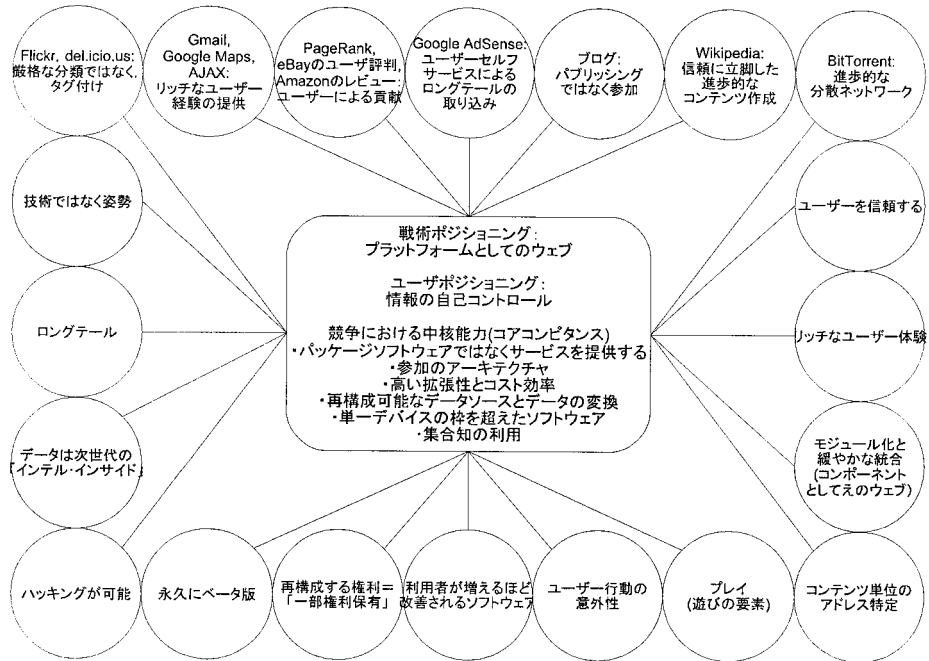 Flickr, del.icio.us:
厳格な分類ではなく、
タグ付け
Gmail,
Google Maps,
AJAX:
リッチなユーザー
経験の提供
PageRank,
eBayのユーザ評判,
Amazonのレビュー:
ユーザーによる貢献
Google AdSense:
ユーザーセルフ
サービスによる
ロングテールの
取り込み
ブログ:
パブリッシング
ではなく参加
Wikipedia:
信頼に立脚した
進歩的な
コンテンツ作成
BitTorrent:
進歩的な
分散ネットワーク
技術ではなく姿勢
ユーザーを信頼する
戦術ポジショニング:
プラットフォームとしてのウェブ
ユーザポジショニング:
情報の自己コントロール
競争における中核能力(コアコンピタンス)
・パッケージソフトウェアではなくサービスを提供する
・参加のアーキテクチャ
・高い拡張性とコスト効率
・再構成可能なデータソースとデータの変換
・単一デバイスの枠を超えたソフトウェア
・集合知の利用
ロングテール
リッチなユーザー体験
データは次世代の
「インテル・インサイド」
モジュール化と
緩やかな統合
(コンポーネント
としてえのウェブ)
ハッキングが可能
永久にベータ版
再構成する権利=
「一部権利保有」
利用者が増えるほど
改善されるソフトウェア
ユーザー行動の
意外性
プレイ
(遊びの要素)
コンテンツ単位の
アドレス特定